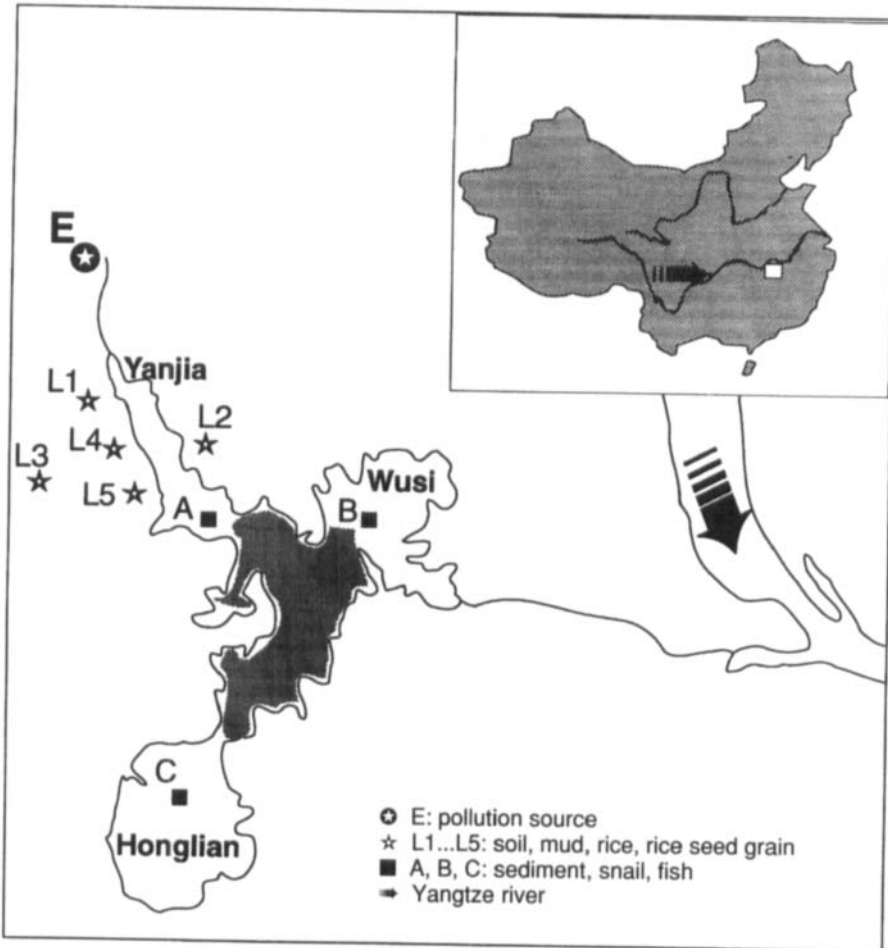 E
Yanjia
L1
L2
L4
L3
L5
A
Wusi
B
C
Honglian
E: pollution source
L1...L5: soil, mud, rice, rice seed grain
A, B, C: sediment, snail, fish
Yangtze river